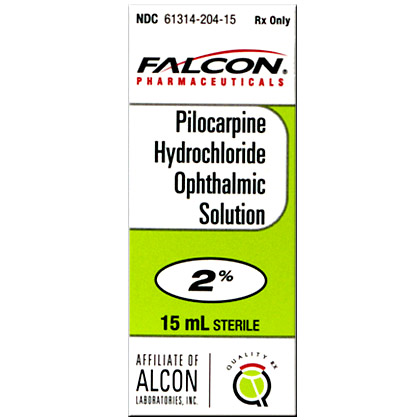 NDC 61314-204-15 Rx Only
FALCON®
PHARMACEUTICALS
Pilocarpine
Hydrochloride
Ophthalmic
Solution
2%
15 mL STERILE
AFFILIATE OF
ALCON
LABORATORIES, INC.
QUALITY RX